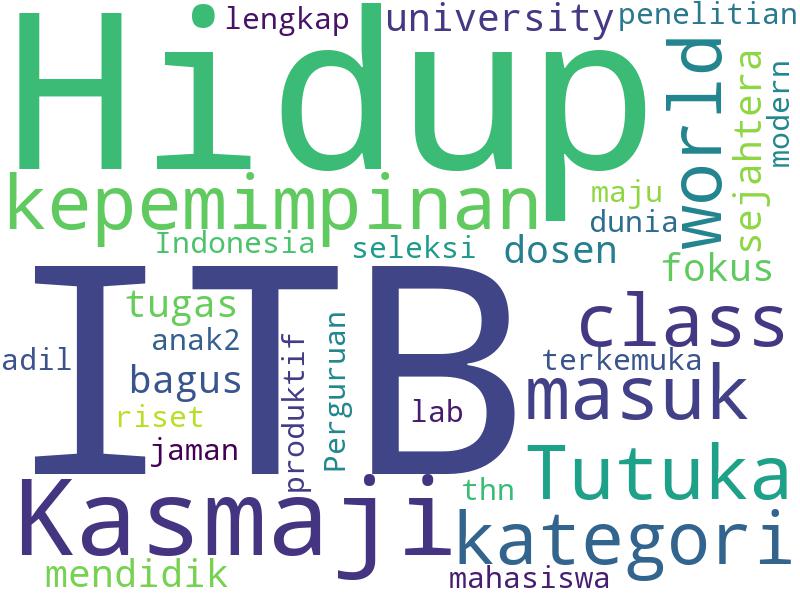 lengkap
university
penelitian
Hidup
world
sejahtera
modern
kepemimpinan
maju
dunia
Indonesia
seleksi
dosen
fokus
ITB
tugas
anak2
adil
bagus
riset
jaman
produktif
Perguruan
lab
class
terkemuka
masuk
Kasmaji
thn
Tutuka
kategori
mendidik
mahasiswa